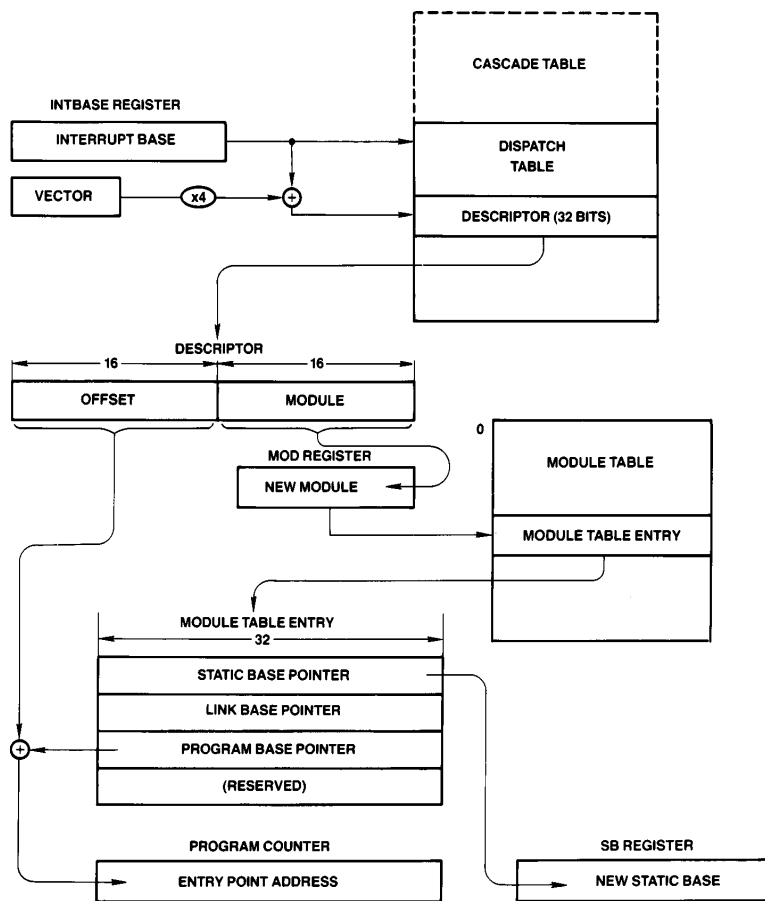 CASCADE TABLE
INTBASE REGISTER
INTERRUPT BASE
DISPATCH
TABLE
VECTOR
x4
+
DESCRIPTOR (32 BITS)
DESCRIPTOR
16
16
OFFSET
MODULE
MOD REGISTER
NEW MODULE
0
MODULE TABLE
MODULE TABLE ENTRY
MODULE TABLE ENTRY
32
STATIC BASE POINTER
LINK BASE POINTER
+
PROGRAM BASE POINTER
(RESERVED)
PROGRAM COUNTER
ENTRY POINT ADDRESS
SB REGISTER
NEW STATIC BASE